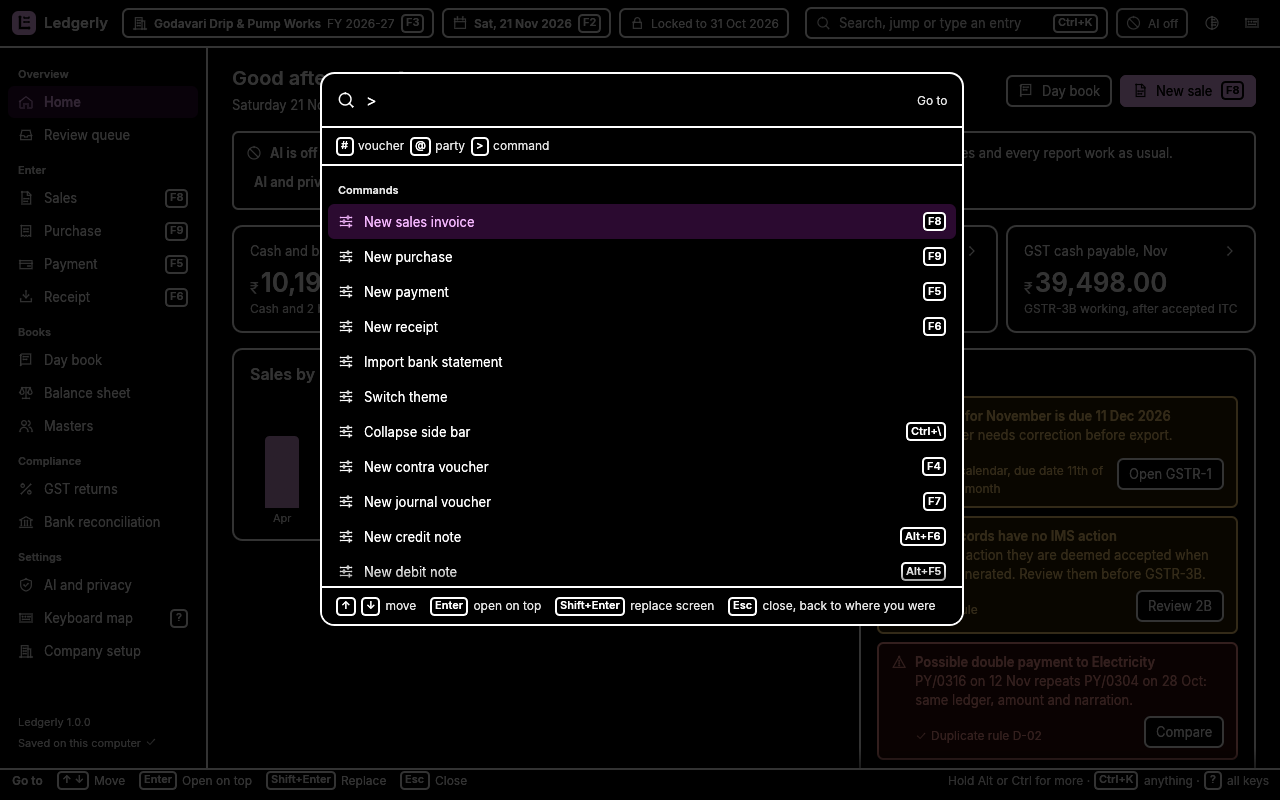 Ledgerly
Godavari Drip & Pump Works FY 2026-27 F3
Sat, 21 Nov 2026 F2
Locked to 31 Oct 2026
Search, jump or type an entry Ctrl+K
AI off
Overview
Home
Review queue
Enter
Sales F8
Purchase F9
Payment F5
Receipt F6
Books
Day book
Balance sheet
Masters
Compliance
GST returns
Bank reconciliation
Settings
AI and privacy
Keyboard map ?
Company setup
Ledgerly 1.0.0
Saved on this computer
Good afte
Saturday 21 No
Day book
New sale F8
AI is off
es and every report work as usual.
AI and priv
Cash and b
₹10,19
Cash and 2 b
GST cash payable, Nov
₹39,498.00
GSTR-3B working, after accepted ITC
Sales by
Apr
for November is due 11 Dec 2026
er needs correction before export.
alendar, due date 11th of
month
Open GSTR-1
cords have no IMS action
action they are deemed accepted when
nerated. Review them before GSTR-3B.
ule
Review 2B
Possible double payment to Electricity
PY/0316 on 12 Nov repeats PY/0304 on 28 Oct:
same ledger, amount and narration.
Duplicate rule D-02
Compare
>
Go to
# voucher @ party > command
Commands
New sales invoice F8
New purchase F9
New payment F5
New receipt F6
Import bank statement
Switch theme
Collapse side bar Ctrl+\
New contra voucher F4
New journal voucher F7
New credit note Alt+F6
New debit note Alt+F5
↑ ↓ move Enter open on top Shift+Enter replace screen Esc close, back to where you were
Go to ↑↓ Move Enter Open on top Shift+Enter Replace Esc Close
Hold Alt or Ctrl for more · Ctrl+K anything · ? all keys